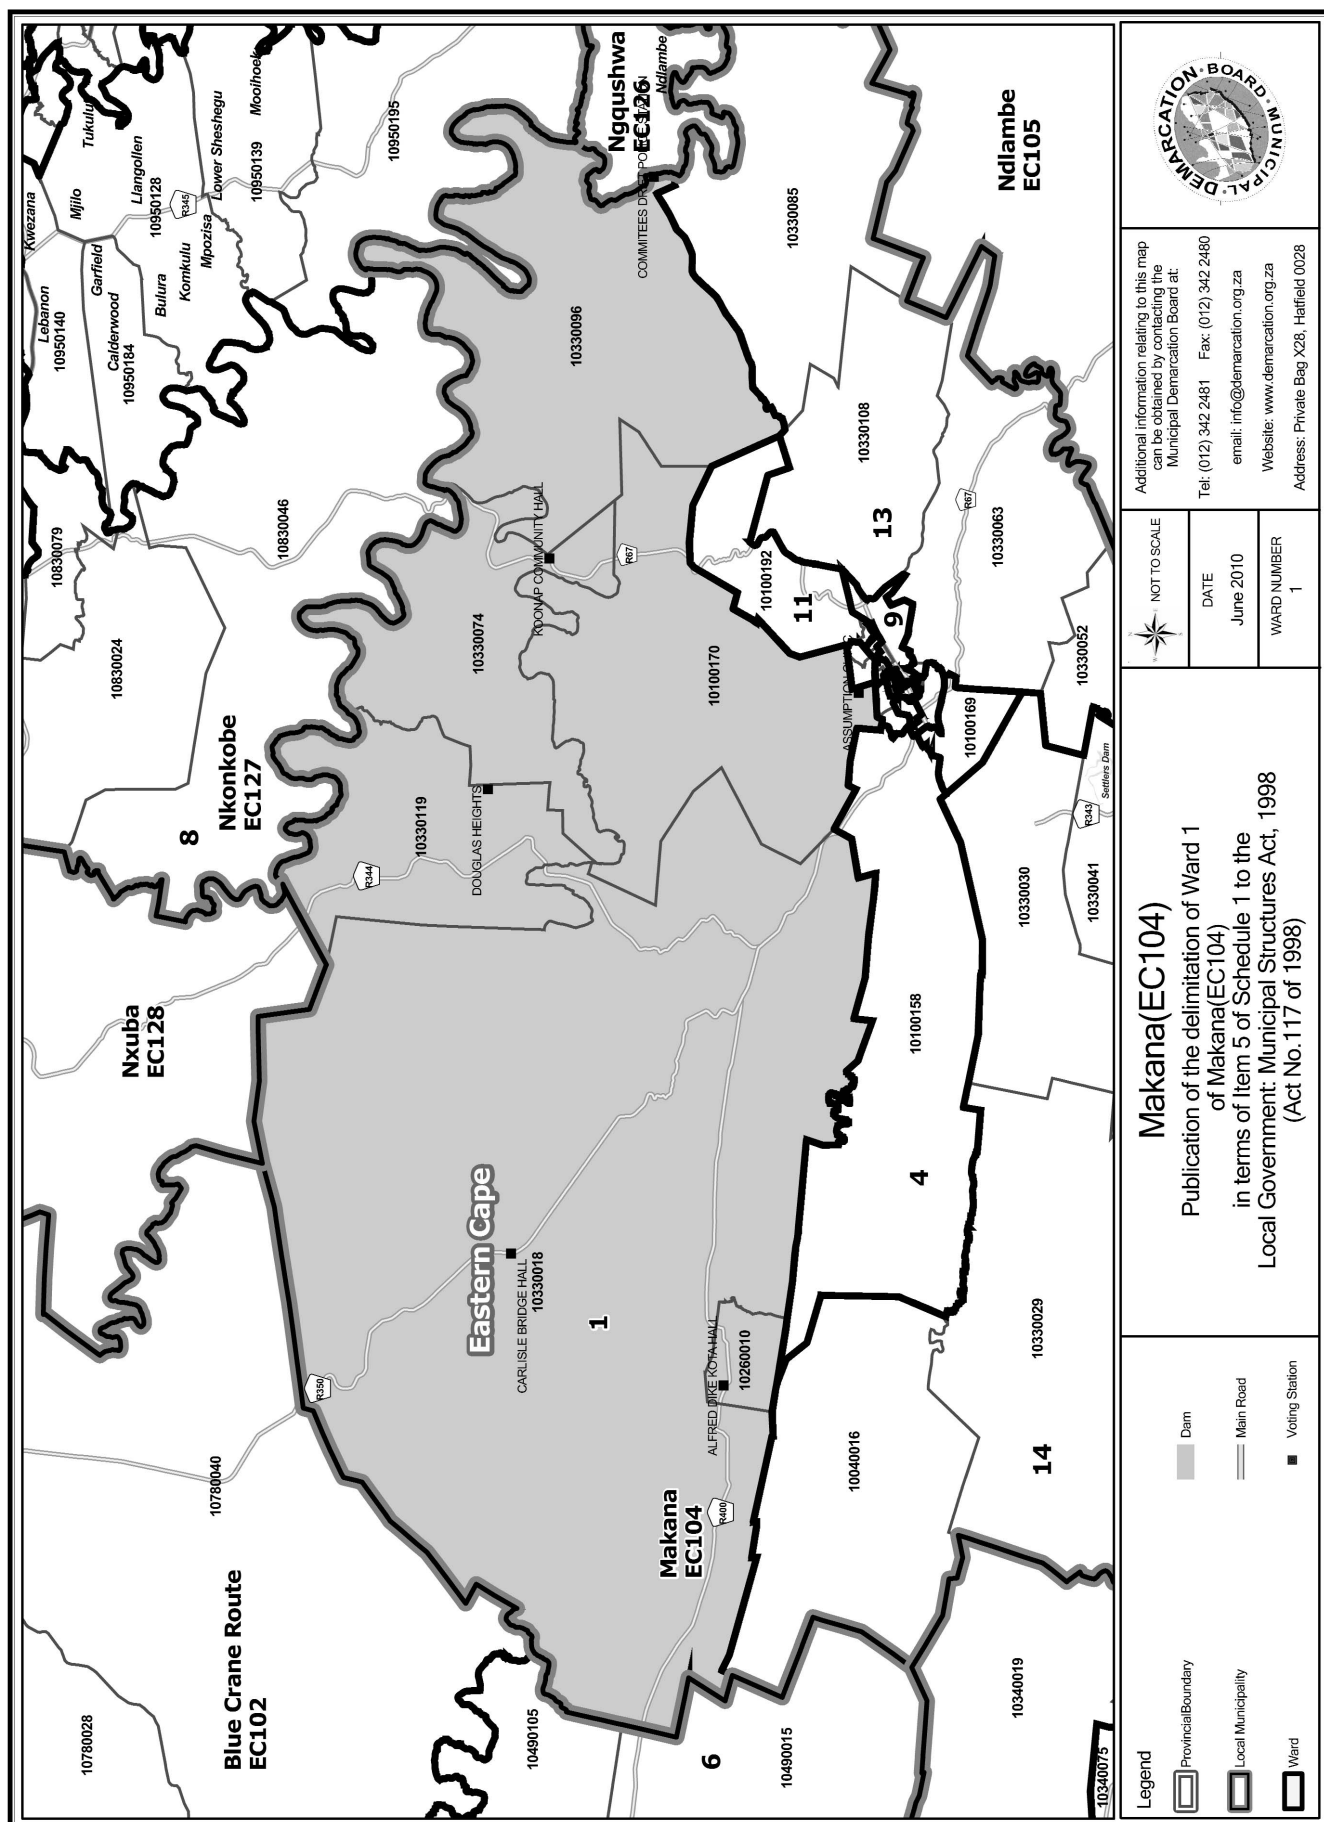 Kwezana
Tukulu
Lebanon
10950140
Mjilo
Garfield
Llangollen
10950128
R345
Calderwood
10950184
Bulura
Komkulu
Mpozisa
Lower Sheshegu
10950139
Mooihoek
10950195
Ngqushwa
EC126
Ndlambe
COMMITEES DRIFT POLICE STATION
10330085
Ndlambe
EC105
10830079
10830046
10830024
8
Nkonkobe
EC127
10330096
KOONAP COMMUNITY HALL
10330074
R67
10330108
13
10100192
11
R67
10330063
9
10330052
10100170
10100169
Settlers Dam
R343
DOUGLAS HEIGHTS
10330119
R344
10330030
10330041
Nxuba
EC128
10100158
4
Eastern Cape
CARLISLE BRIDGE HALL
10330018
1
ALFRED DIKE KOTA HALL
10260010
R350
10330029
10780040
Makana
EC104
R400
10040016
14
Blue Crane Route
EC102
10780028
10490105
6
10490015
10340019
10340075
Legend
ProvincialBoundary
Local Municipality
Ward
Dam
Main Road
Voting Station
Makana(EC104)
Publication of the delimitation of Ward 1
of Makana(EC104)
in terms of Item 5 of Schedule 1 to the
Local Government: Municipal Structures Act, 1998
(Act No.117 of 1998)
NOT TO SCALE
DATE
June 2010
WARD NUMBER
1
Additional information relating to this map
can be obtained by contacting the
Municipal Demarcation Board at:
Tel: (012) 342 2481 Fax: (012) 342 2480
email: info@demarcation.org.za
Website: www.demarcation.org.za
Address: Private Bag X28, Hatfield 0028
MUNICIPAL DEMARCATION BOARD